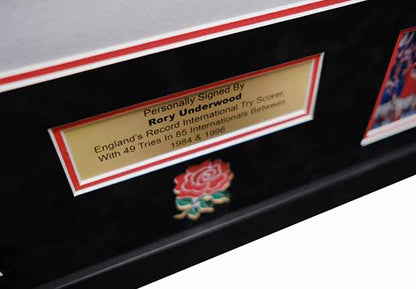 Personally Signed By
Rory Underwood
England's Record International Try Scorer,
With 49 Tries In 85 Internationals Between
1984 & 1996